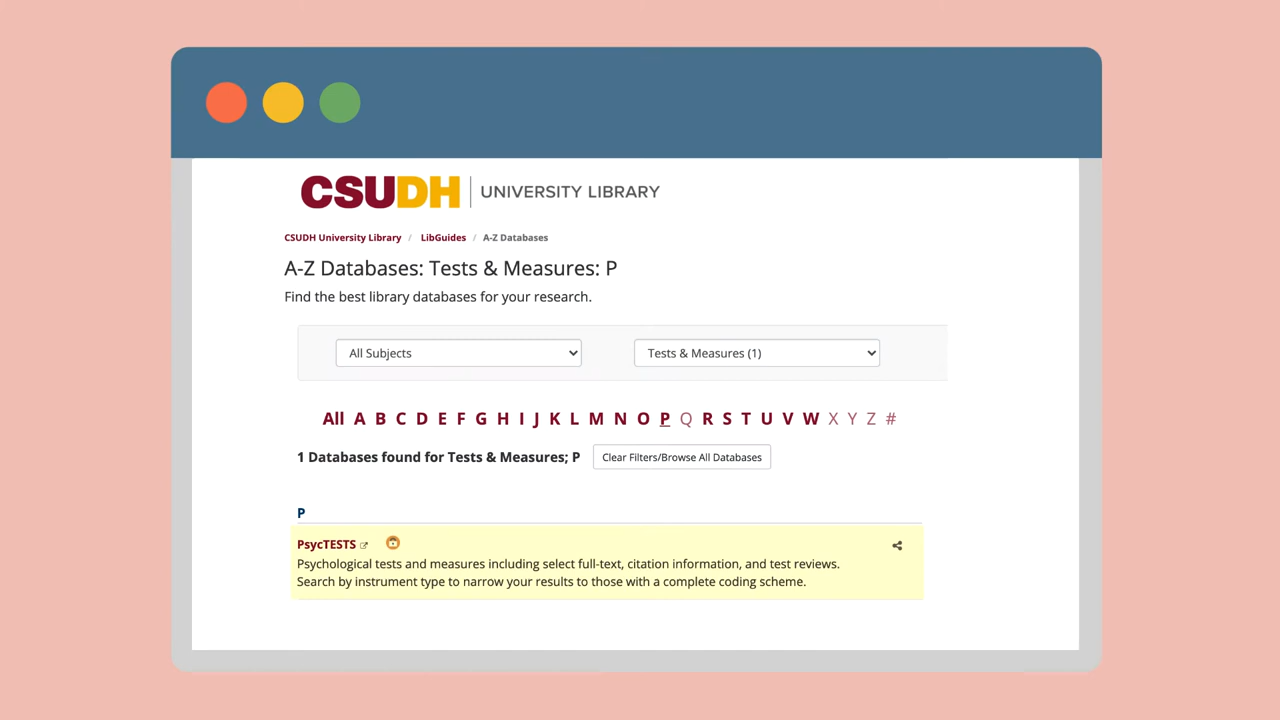 CSUDH | UNIVERSITY LIBRARY
CSUDH University Library / LibGuides / A-Z Databases
A-Z Databases: Tests & Measures: P
Find the best library databases for your research.
All Subjects Tests & Measures (1)
All A B C D E F G H I J K L M N O P Q R S T U V W X Y Z #
1 Databases found for Tests & Measures; P Clear Filters/Browse All Databases
P
PsycTESTS
Psychological tests and measures including select full-text, citation information, and test reviews.
Search by instrument type to narrow your results to those with a complete coding scheme.